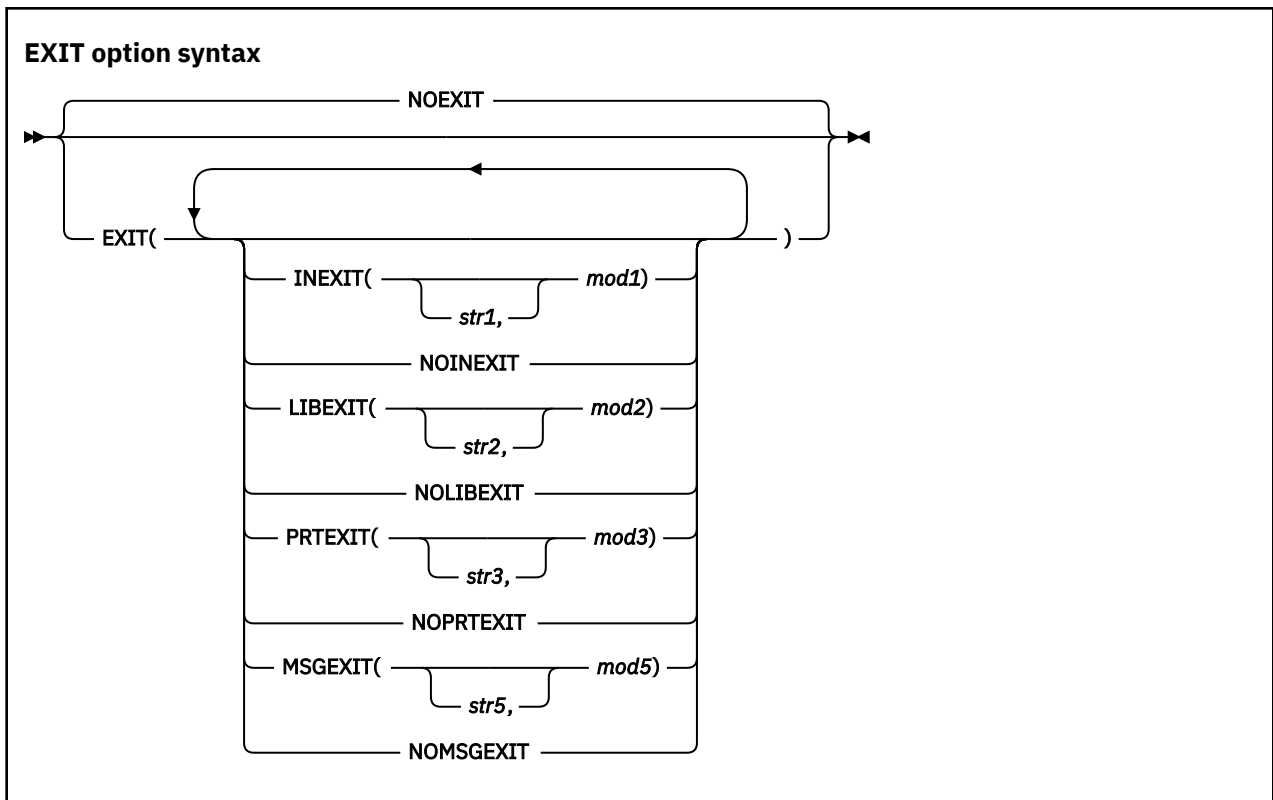 EXIT option syntax
NOEXIT
EXIT( )
INEXIT( mod1)
str1,
NOINEXIT
LIBEXIT( mod2)
str2,
NOLIBEXIT
PRTEXIT( mod3)
str3,
NOPRTEXIT
MSGEXIT( mod5)
str5,
NOMSGEXIT